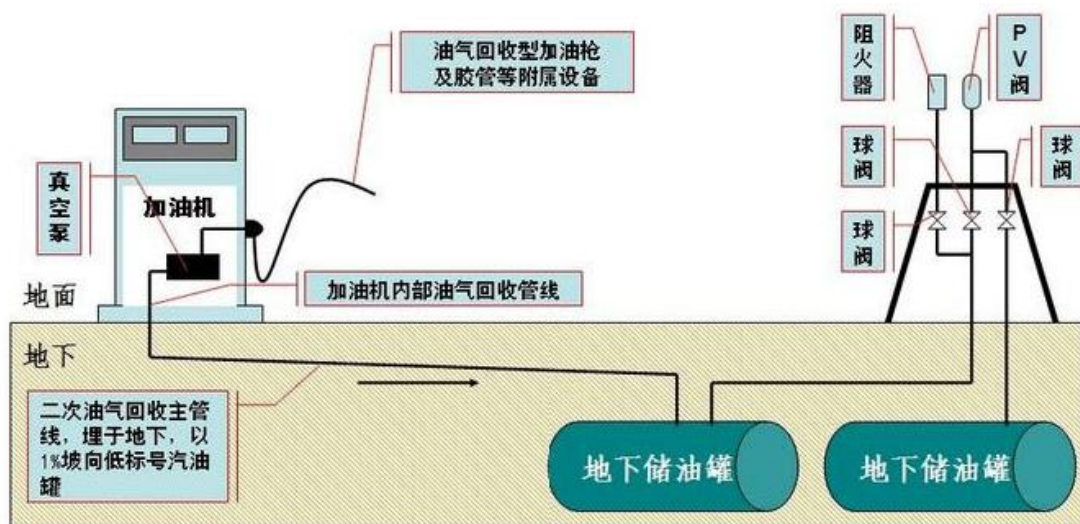 油气回收型加油枪
及胶管等附属设备
阻火器
PV阀
真空泵
加油机
球阀
球阀
球阀
加油机内部油气回收管线
地面
地下
二次油气回收主管
线，埋于地下，以
1%坡向低标号汽油
罐
地下储油罐
地下储油罐